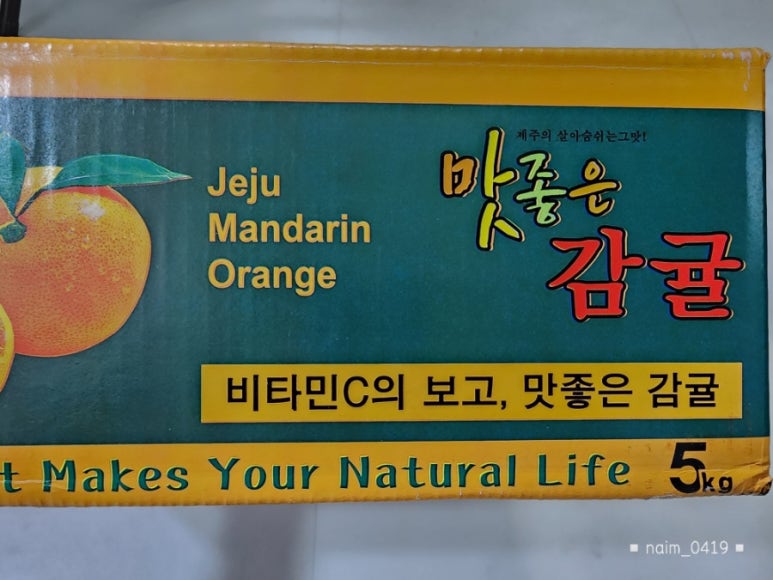 제주의 살아숨쉬는그맛!
맛좋은
감귤
Jeju
Mandarin
Orange
비타민C의 보고, 맛좋은 감귤
t Makes Your Natural Life
5kg
naim_0419